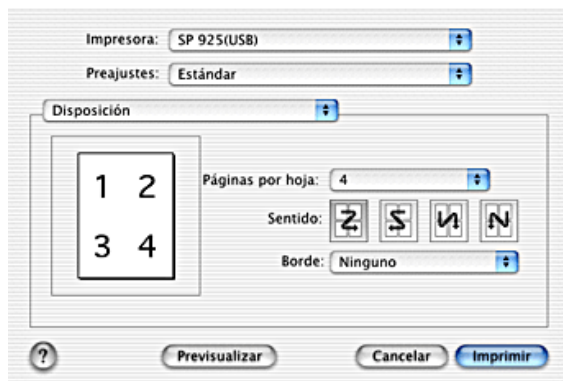 Impresora: SP 925(USB)
Preajustes: Estándar
Disposición
1 2
3 4
Páginas por hoja: 4
Sentido:
Borde: Ninguno
? Previsualizar Cancelar Imprimir